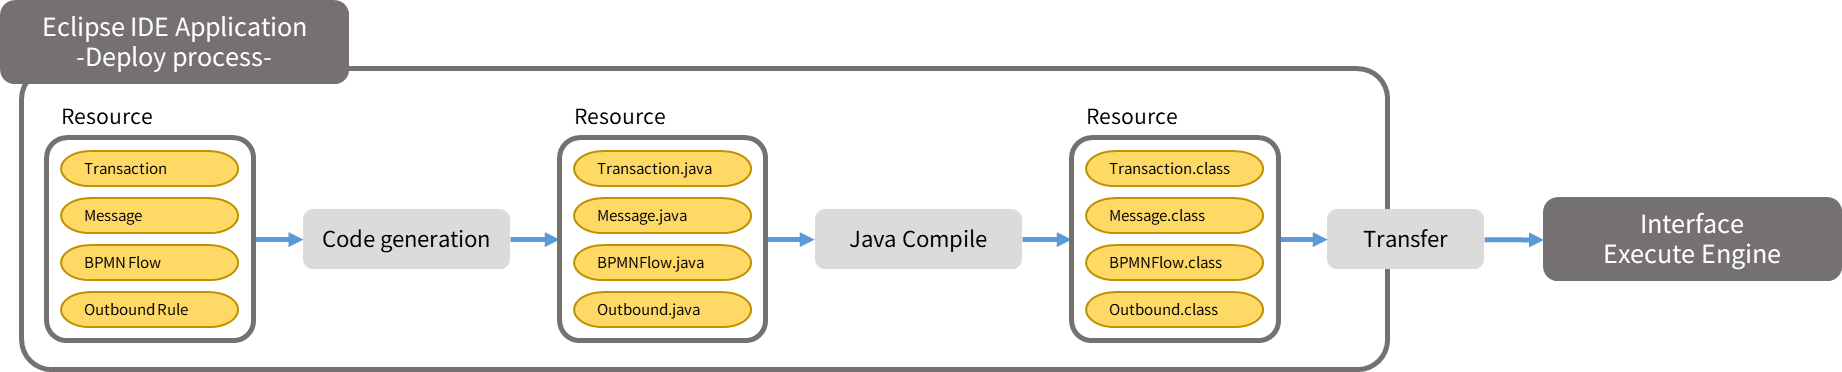 Eclipse IDE Application
-Deploy process-
Resource
Transaction
Message
BPMN Flow
Outbound Rule
Code generation
Resource
Transaction.java
Message.java
BPMNFlow.java
Outbound.java
Java Compile
Resource
Transaction.class
Message.class
BPMNFlow.class
Outbound.class
Transfer
Interface
Execute Engine